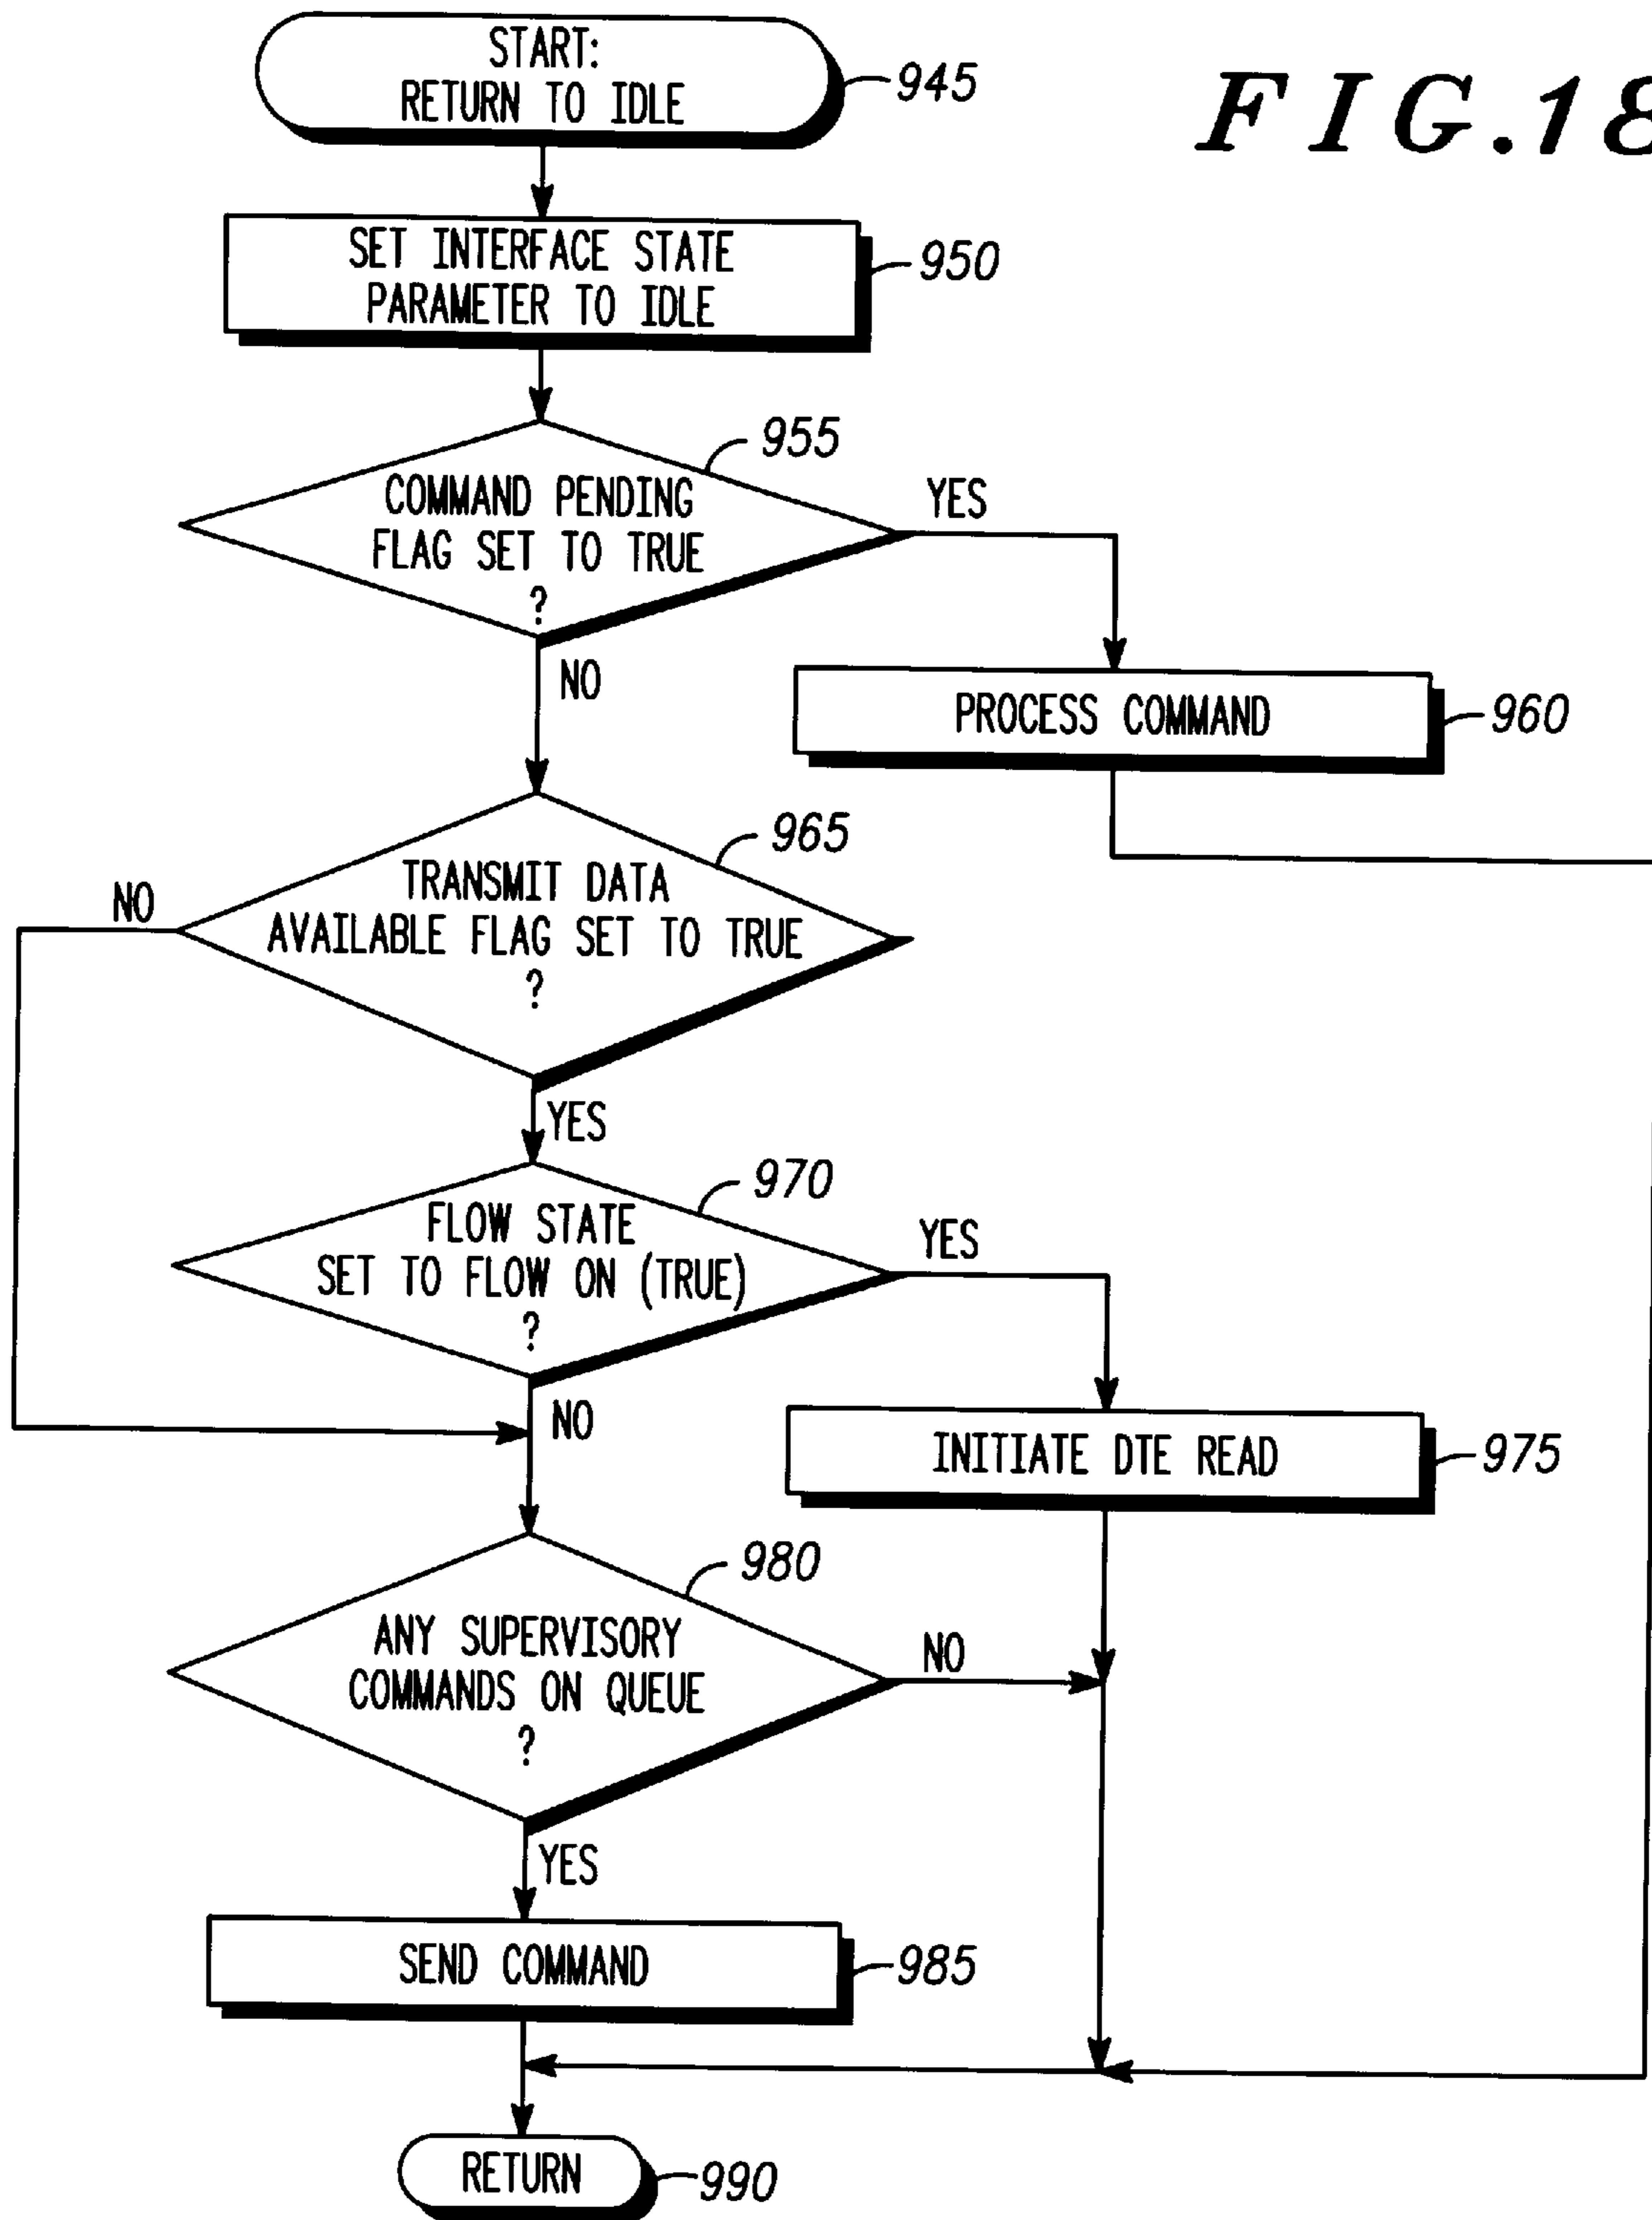 START:
RETURN TO IDLE
945
FIG.18
SET INTERFACE STATE
PARAMETER TO IDLE
950
955
COMMAND PENDING
FLAG SET TO TRUE
?
YES
NO
PROCESS COMMAND
960
965
TRANSMIT DATA
AVAILABLE FLAG SET TO TRUE
?
NO
YES
970
FLOW STATE
SET TO FLOW ON (TRUE)
?
YES
NO
INITIATE DTE READ
975
980
ANY SUPERVISORY
COMMANDS ON QUEUE
?
NO
YES
SEND COMMAND
985
RETURN
990